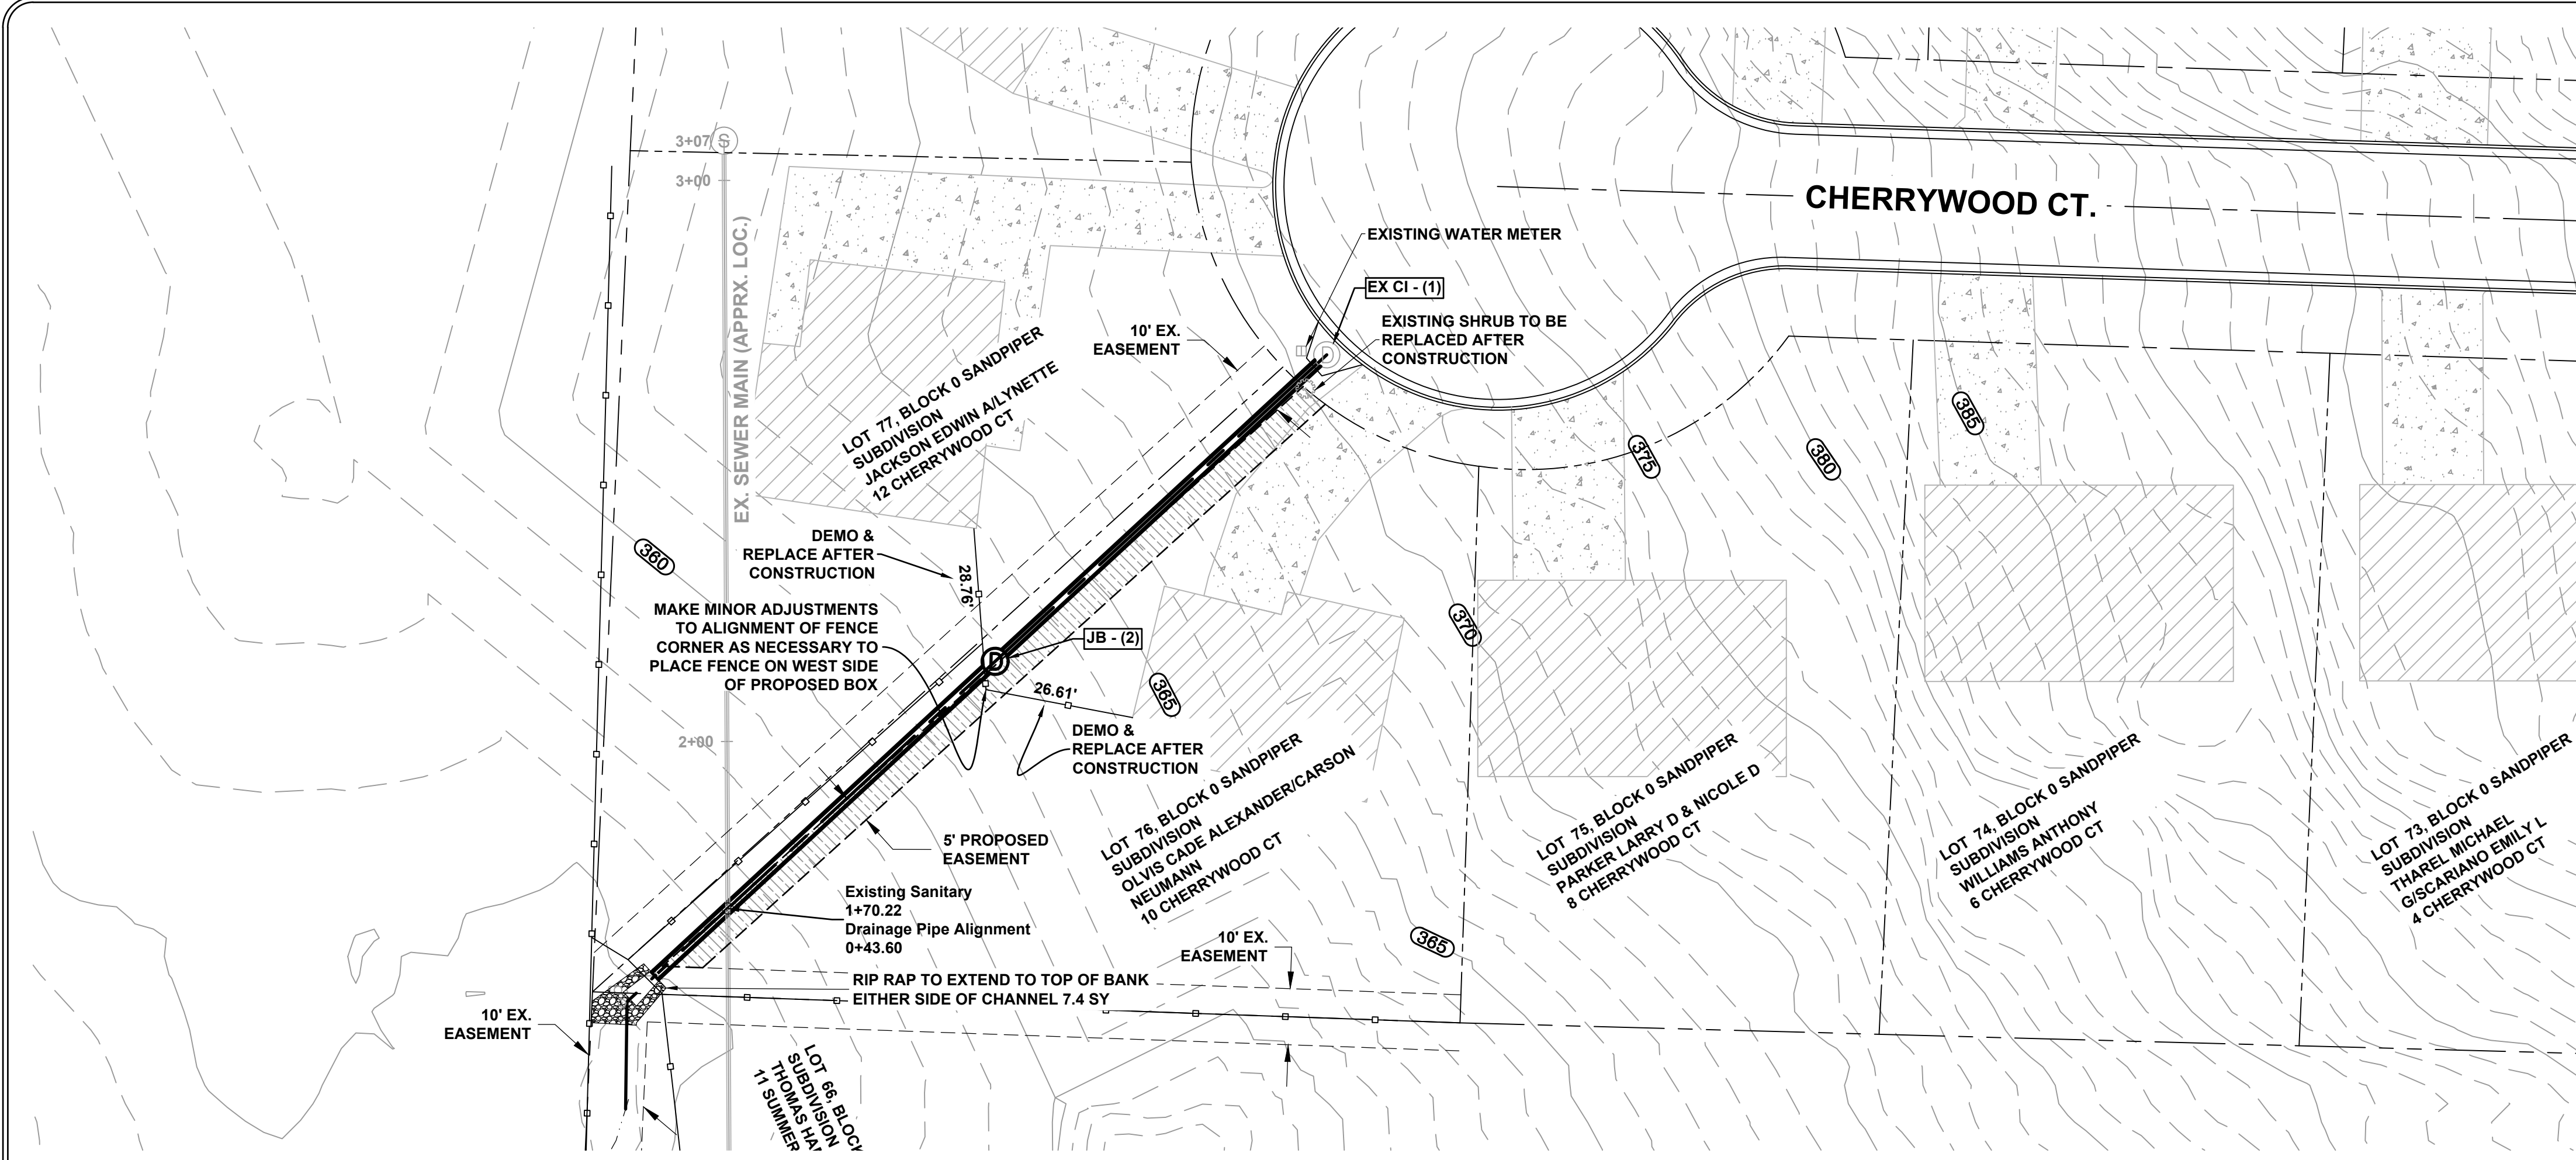 3+07
S
3+00
EX. SEWER MAIN (APPRX. LOC.)
CHERRYWOOD CT.
EXISTING WATER METER
EX CI - (1)
EXISTING SHRUB TO BE
REPLACED AFTER
CONSTRUCTION
10' EX.
EASEMENT
D
LOT 77, BLOCK 0 SANDPIPER
SUBDIVISION
JACKSON EDWIN A/LYNETTE
12 CHERRYWOOD CT
385
375
380
360
370
365
DEMO &
REPLACE AFTER
CONSTRUCTION
28.76'
MAKE MINOR ADJUSTMENTS
TO ALIGNMENT OF FENCE
CORNER AS NECESSARY TO
PLACE FENCE ON WEST SIDE
OF PROPOSED BOX
D
JB - (2)
26.61'
DEMO &
REPLACE AFTER
CONSTRUCTION
2+00
5' PROPOSED
EASEMENT
LOT 76, BLOCK 0 SANDPIPER
SUBDIVISION
OLVIS CADE ALEXANDER/CARSON
NEUMANN
10 CHERRYWOOD CT
LOT 75, BLOCK 0 SANDPIPER
SUBDIVISION
PARKER LARRY D & NICOLE D
8 CHERRYWOOD CT
LOT 74, BLOCK 0 SANDPIPER
SUBDIVISION
WILLIAMS ANTHONY
6 CHERRYWOOD CT
LOT 73, BLOCK 0 SANDPIPER
SUBDIVISION
THAREL MICHAEL
G/SCARIANO EMILY L
4 CHERRYWOOD CT
Existing Sanitary
1+70.22
Drainage Pipe Alignment
0+43.60
10' EX.
EASEMENT
365
RIP RAP TO EXTEND TO TOP OF BANK
EITHER SIDE OF CHANNEL 7.4 SY
10' EX.
EASEMENT
LOT 66, BLOCK
SUBDIVISION
THOMAS
11 SUMMER